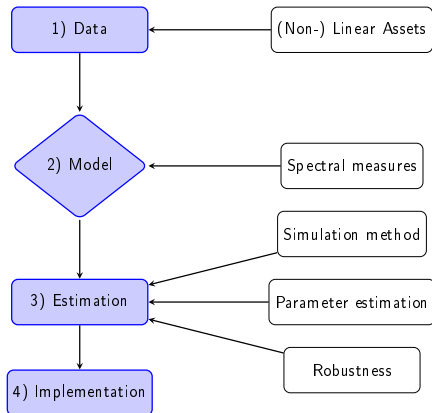 1) Data
(Non-) Linear Assets
2) Model
Spectral measures
Simulation method
3) Estimation
Parameter estimation
Robustness
4) Implementation